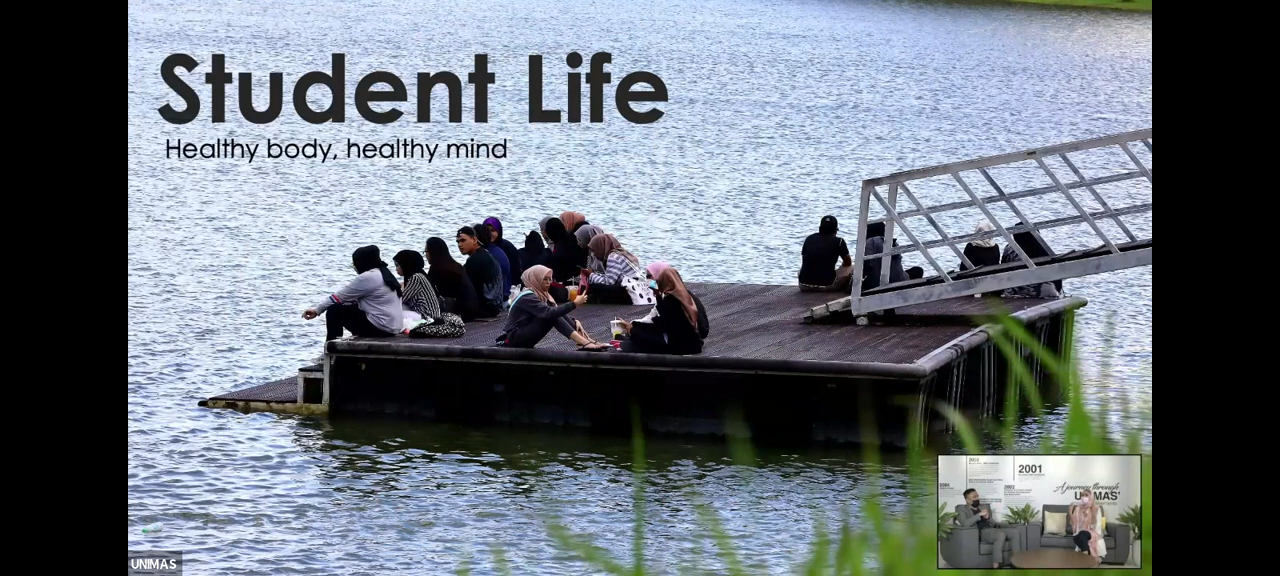 Student Life
Healthy body, healthy mind
2001
A journey through
UNIMAS'
UNIMAS